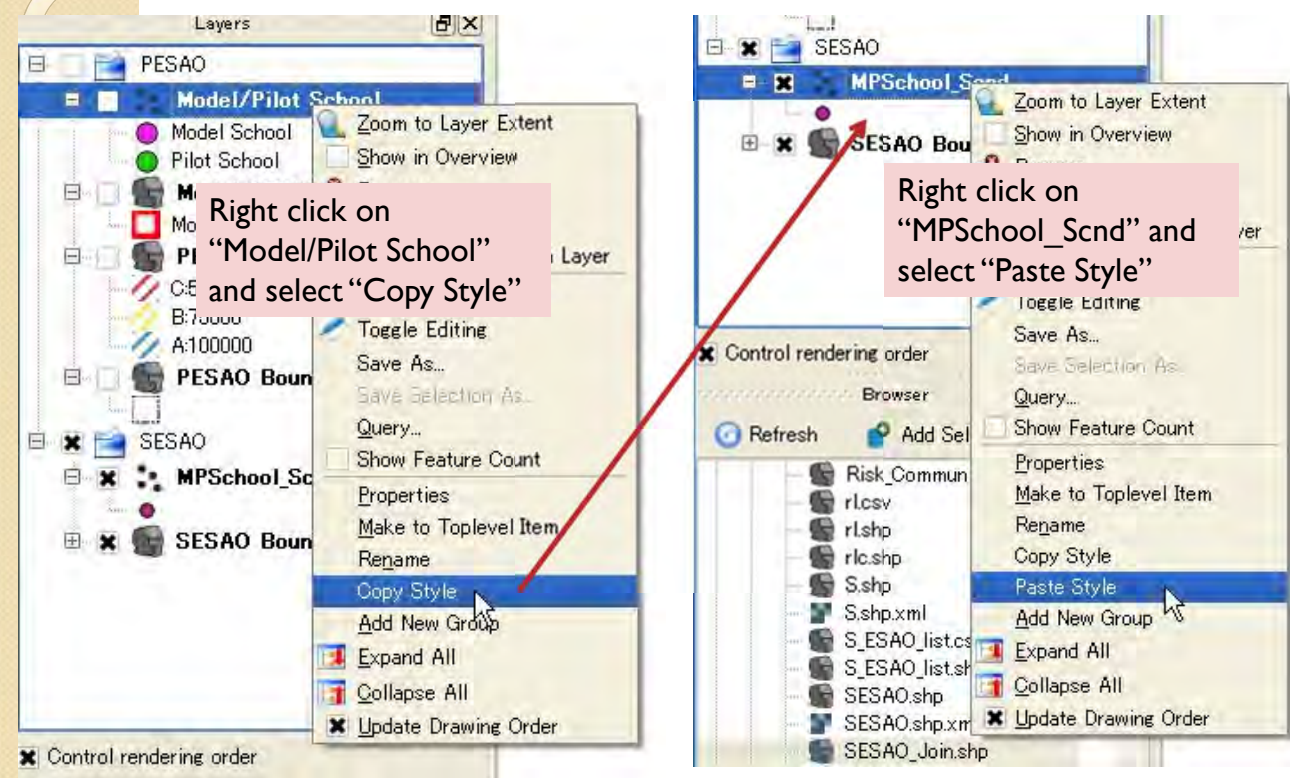 Layers
PESAO
Model/Pilot School
Model School
Pilot School
Right click on
“Model/Pilot School”
and select “Copy Style”
Layer
B:75000
A:100000
PESAO Boun
SESAO
MPSchool_Sc
SESAO Boun
Control rendering order
Zoom to Layer Extent
Show in Overview
Toggle Editing
Save As...
Save Selection As...
Query...
Show Feature Count
Properties
Make to Toplevel Item
Rename
Copy Style
Add New Group
Expand All
Collapse All
Update Drawing Order
SESAO
MPSchool_Scnd
SESAO Bou
Right click on
“MPSchool_Scnd” and
select “Paste Style”
Control rendering order
Browser
Refresh
Add Sel
Risk_Commun
rl.csv
rl.shp
rlc.shp
S.shp
S.shp.xml
S_ESAO_list.cs
S_ESAO_list.sh
SESAO.shp
SESAO.shp.xm
SESAO_Join.shp
Zoom to Layer Extent
Show in Overview
Toggle Editing
Save As...
Save Selection As...
Query...
Show Feature Count
Properties
Make to Toplevel Item
Rename
Copy Style
Paste Style
Add New Group
Expand All
Collapse All
Update Drawing Order